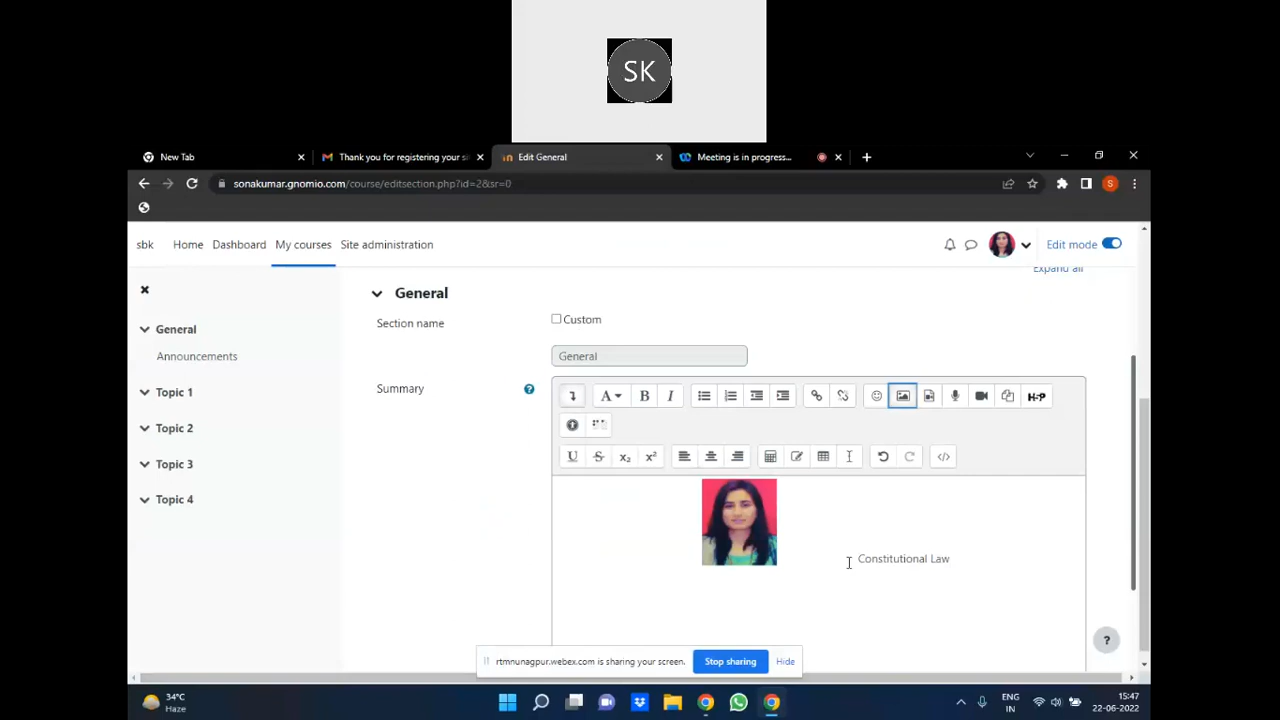 SK
New Tab
Thank you for registering your si
Edit General
Meeting is in progress...
sonakumar.gnomio.com/course/editsection.php?id=2&sr=0
S
sbk
Home
Dashboard
My courses
Site administration
Edit mode
Expand all
General
General
Announcements
Topic 1
Topic 2
Topic 3
Topic 4
Section name
Custom
General
Summary
?
A
B
I
H-P
U
S
x₂
x²
</>
Constitutional Law
?
rtmnunagpur.webex.com is sharing your screen.
Stop sharing
Hide
34°C
Haze
ENG
IN
15:47
22-06-2022